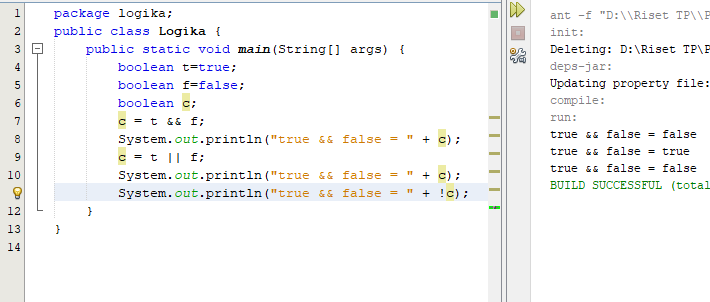 1 package logika;
2 public class Logika {
3 public static void main(String[] args) {
4 boolean t=true;
5 boolean f=false;
6 boolean c;
7 c = t && f;
8 System.out.println("true && false = " + c);
9 c = t || f;
10 System.out.println("true && false = " + c);
System.out.println("true && false = " + !c);
12 }
13 }
14
ant -f "D:\\Riset TP\\P
init:
Deleting: D:\Riset TP\P
deps-jar:
Updating property file:
compile:
run:
true && false = false
true && false = true
true && false = false
BUILD SUCCESSFUL (total